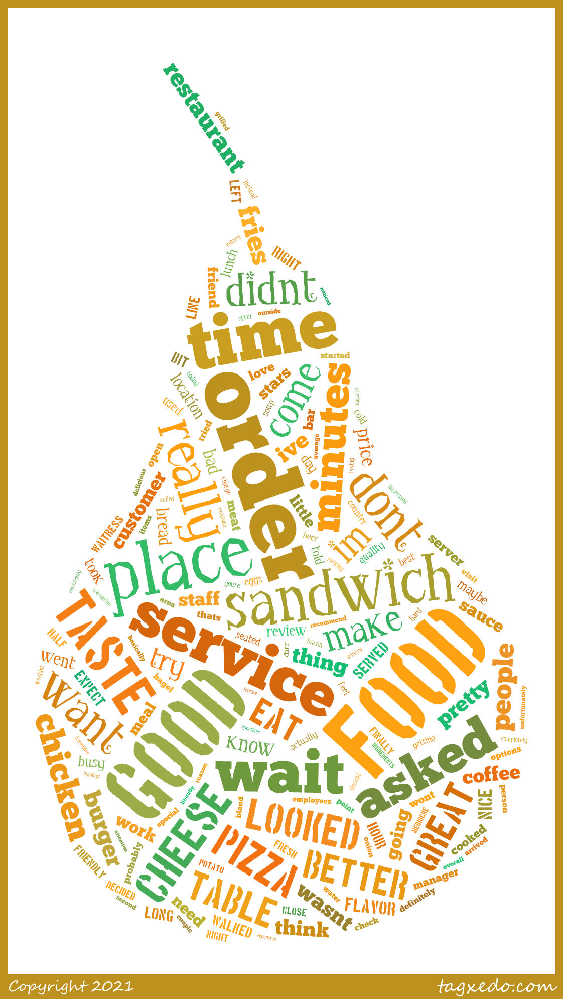 restaurant
grilled
LEFT
instead
fries
return
lunch
RIGHT
friend
didnt
noticed
LINE
offer
outside
time
started
BIT
today
location
love
stars
come
minutes
order
used
soup
bar
dressing
cold
price
really
tried
bad
ive
average
day
taking
open
delicious
customer
called
charge
received
meat
little
dont
impressed
counter
WAITRESS
items
bread
beer
told
im
parking
quality
best
server
visit
maybe
took
place
youre
eggs
sandwich
consistently
considering
area
staff
thats
TASTE
service
seated
review
recommend
make
hard
sauce
HALF
basically
try
dinner
bacon
thing
delivery
SERVED
FOOD
people
went
wouldnt
EXPECT
bagel
meal
want
GOOD
lettuce
EAT
feel
pretty
unfortunately
chicken
bartender
busy
toppings
appetizer
know
actually
FINALLY
INGREDIENTS
getting
completely
options
asked
wait
decent
reason
literally
coffee
burger
CHEESE
bland
employees
point
wont
GREAT
NICE
person
special
work
attention
probably
LOOKED
HOUR
onion
going
MEDIOCRE
cooked
arrived
overall
FRIENDLY
PIZZA
FRESH
BETTER
POTATO
TABLE
DECIDED
second
LONG
couple
need
WALKED
NIGHT
expensive
CLOSE
think
wasnt
water
FLAVOR
check
manager
definitely
Copyright 2021
tagxedo.com